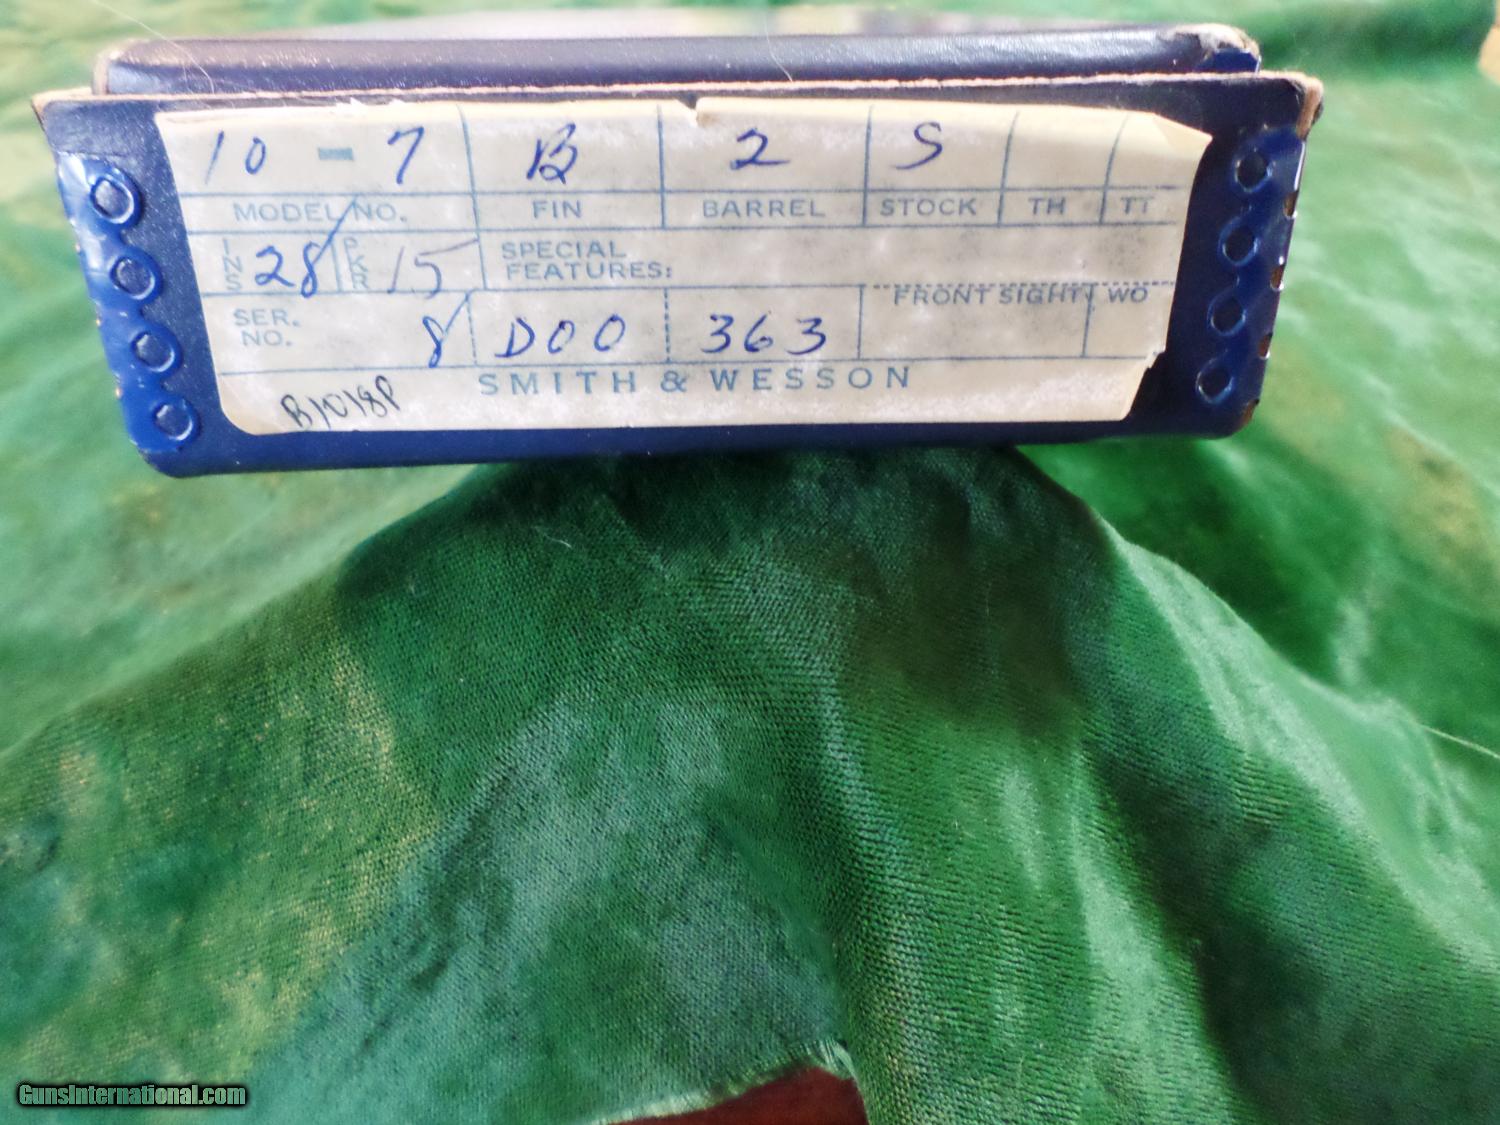 10 - 7 B 2 S
MODEL NO. FIN BARREL STOCK TH TT
INS 28 PKR 15 SPECIAL FEATURES:
FRONT SIGHT WO
SER. NO. 8 D00 363
SMITH & WESSON
B1018P
GunsInternational.com